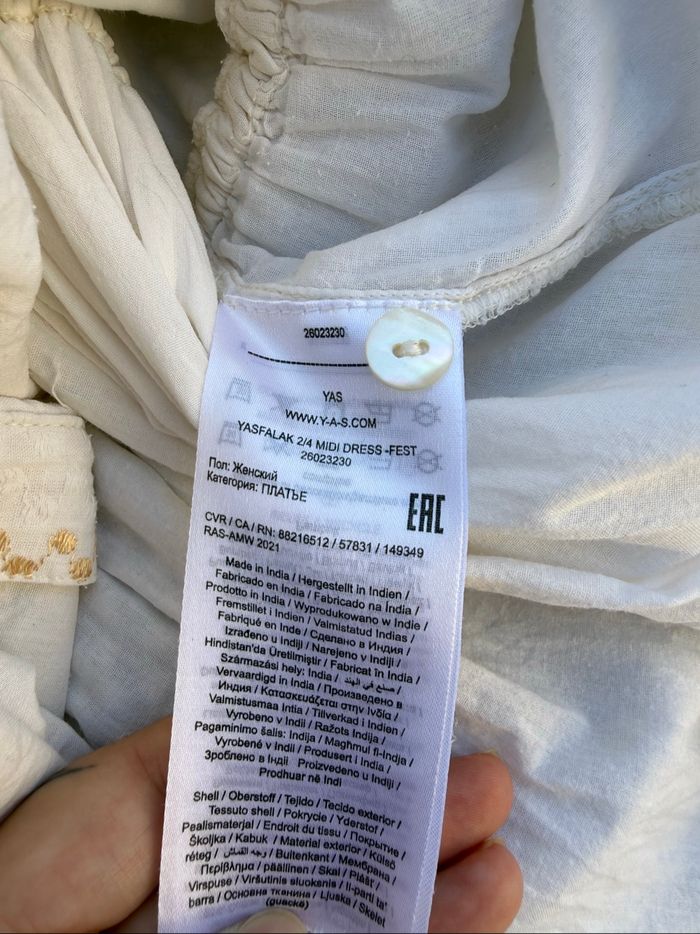 26023230
YAS
WWW.Y-A-S.COM
YASFALAK 2/4 MIDI DRESS -FEST
26023230
Пол: Женский
Категория: ПЛАТЬЕ
EAC
CVR / CA / RN: 88216512 / 57831 / 149349
RAS-AMW 2021
Made in India / Hergestellt in Indien /
Fabricado en India / Fabricado na Índia /
Prodotto in India / Wyprodukowano w Indie /
Fremstillet i Indien / Valmistatud Indias /
Fabriqué en Inde / Сделано в Индия /
Izrađeno u Indiji / Narejeno v Indiji /
Hindistan'da Üretilmiştir / Fabricat în India /
Származási hely: India / صنع في الهند /
Vervaardigd in India / Произведено в
Индия / Κατασκευάζεται στην Ινδία /
Valmistusmaa Intia / Tillverkad i Indien /
Vyrobeno v Indii / Ražots Indija /
Pagaminimo šalis: Indija / Maghmul fl-Indja /
Vyrobené v Indii / Produsert i India /
Зроблено в Індії Proizvedeno u Indiji /
Prodhuar në Indi
Shell / Oberstoff / Tejido / Tecido exterior /
Tessuto shell / Pokrycie / Yderstof /
Pealismaterjal / Endroit du tissu / Покрытие /
Školjka / Kabuk / Material exterior / Külső
réteg / وجه القماش / Buitenkant / Мембрана /
Περίβλημα / päällinen / Skal / Plášť /
Virspuse / Viršutinis sluoksnis / Il-parti ta'
barra / Основна тканина / Ljuska / Skelet
(guackë)